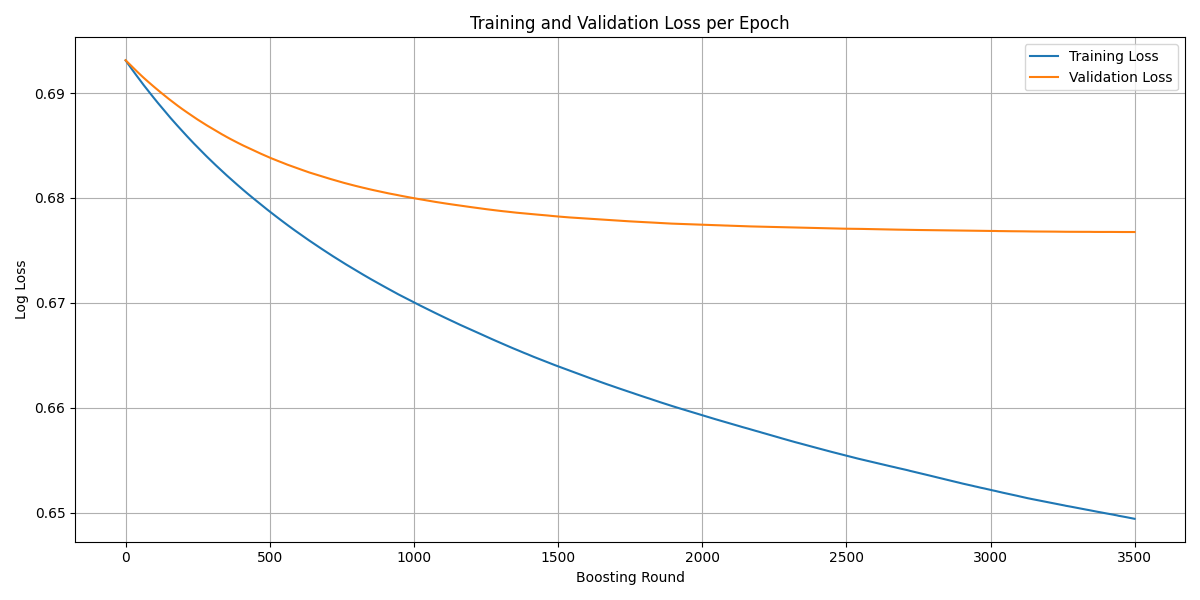 Training and Validation Loss per Epoch
Training Loss
Validation Loss
Log Loss
0.69
0.68
0.67
0.66
0.65
0 500 1000 1500 2000 2500 3000 3500
Boosting Round